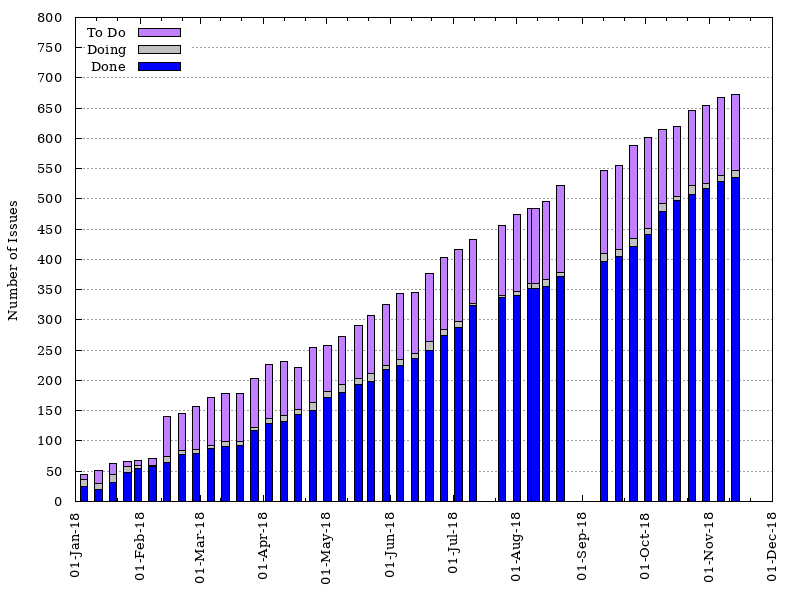 800
750
700
650
600
550
500
450
400
350
300
250
200
150
100
50
0
Number of Issues
To Do
Doing
Done
01-Jan-18
01-Feb-18
01-Mar-18
01-Apr-18
01-May-18
01-Jun-18
01-Jul-18
01-Aug-18
01-Sep-18
01-Oct-18
01-Nov-18
01-Dec-18